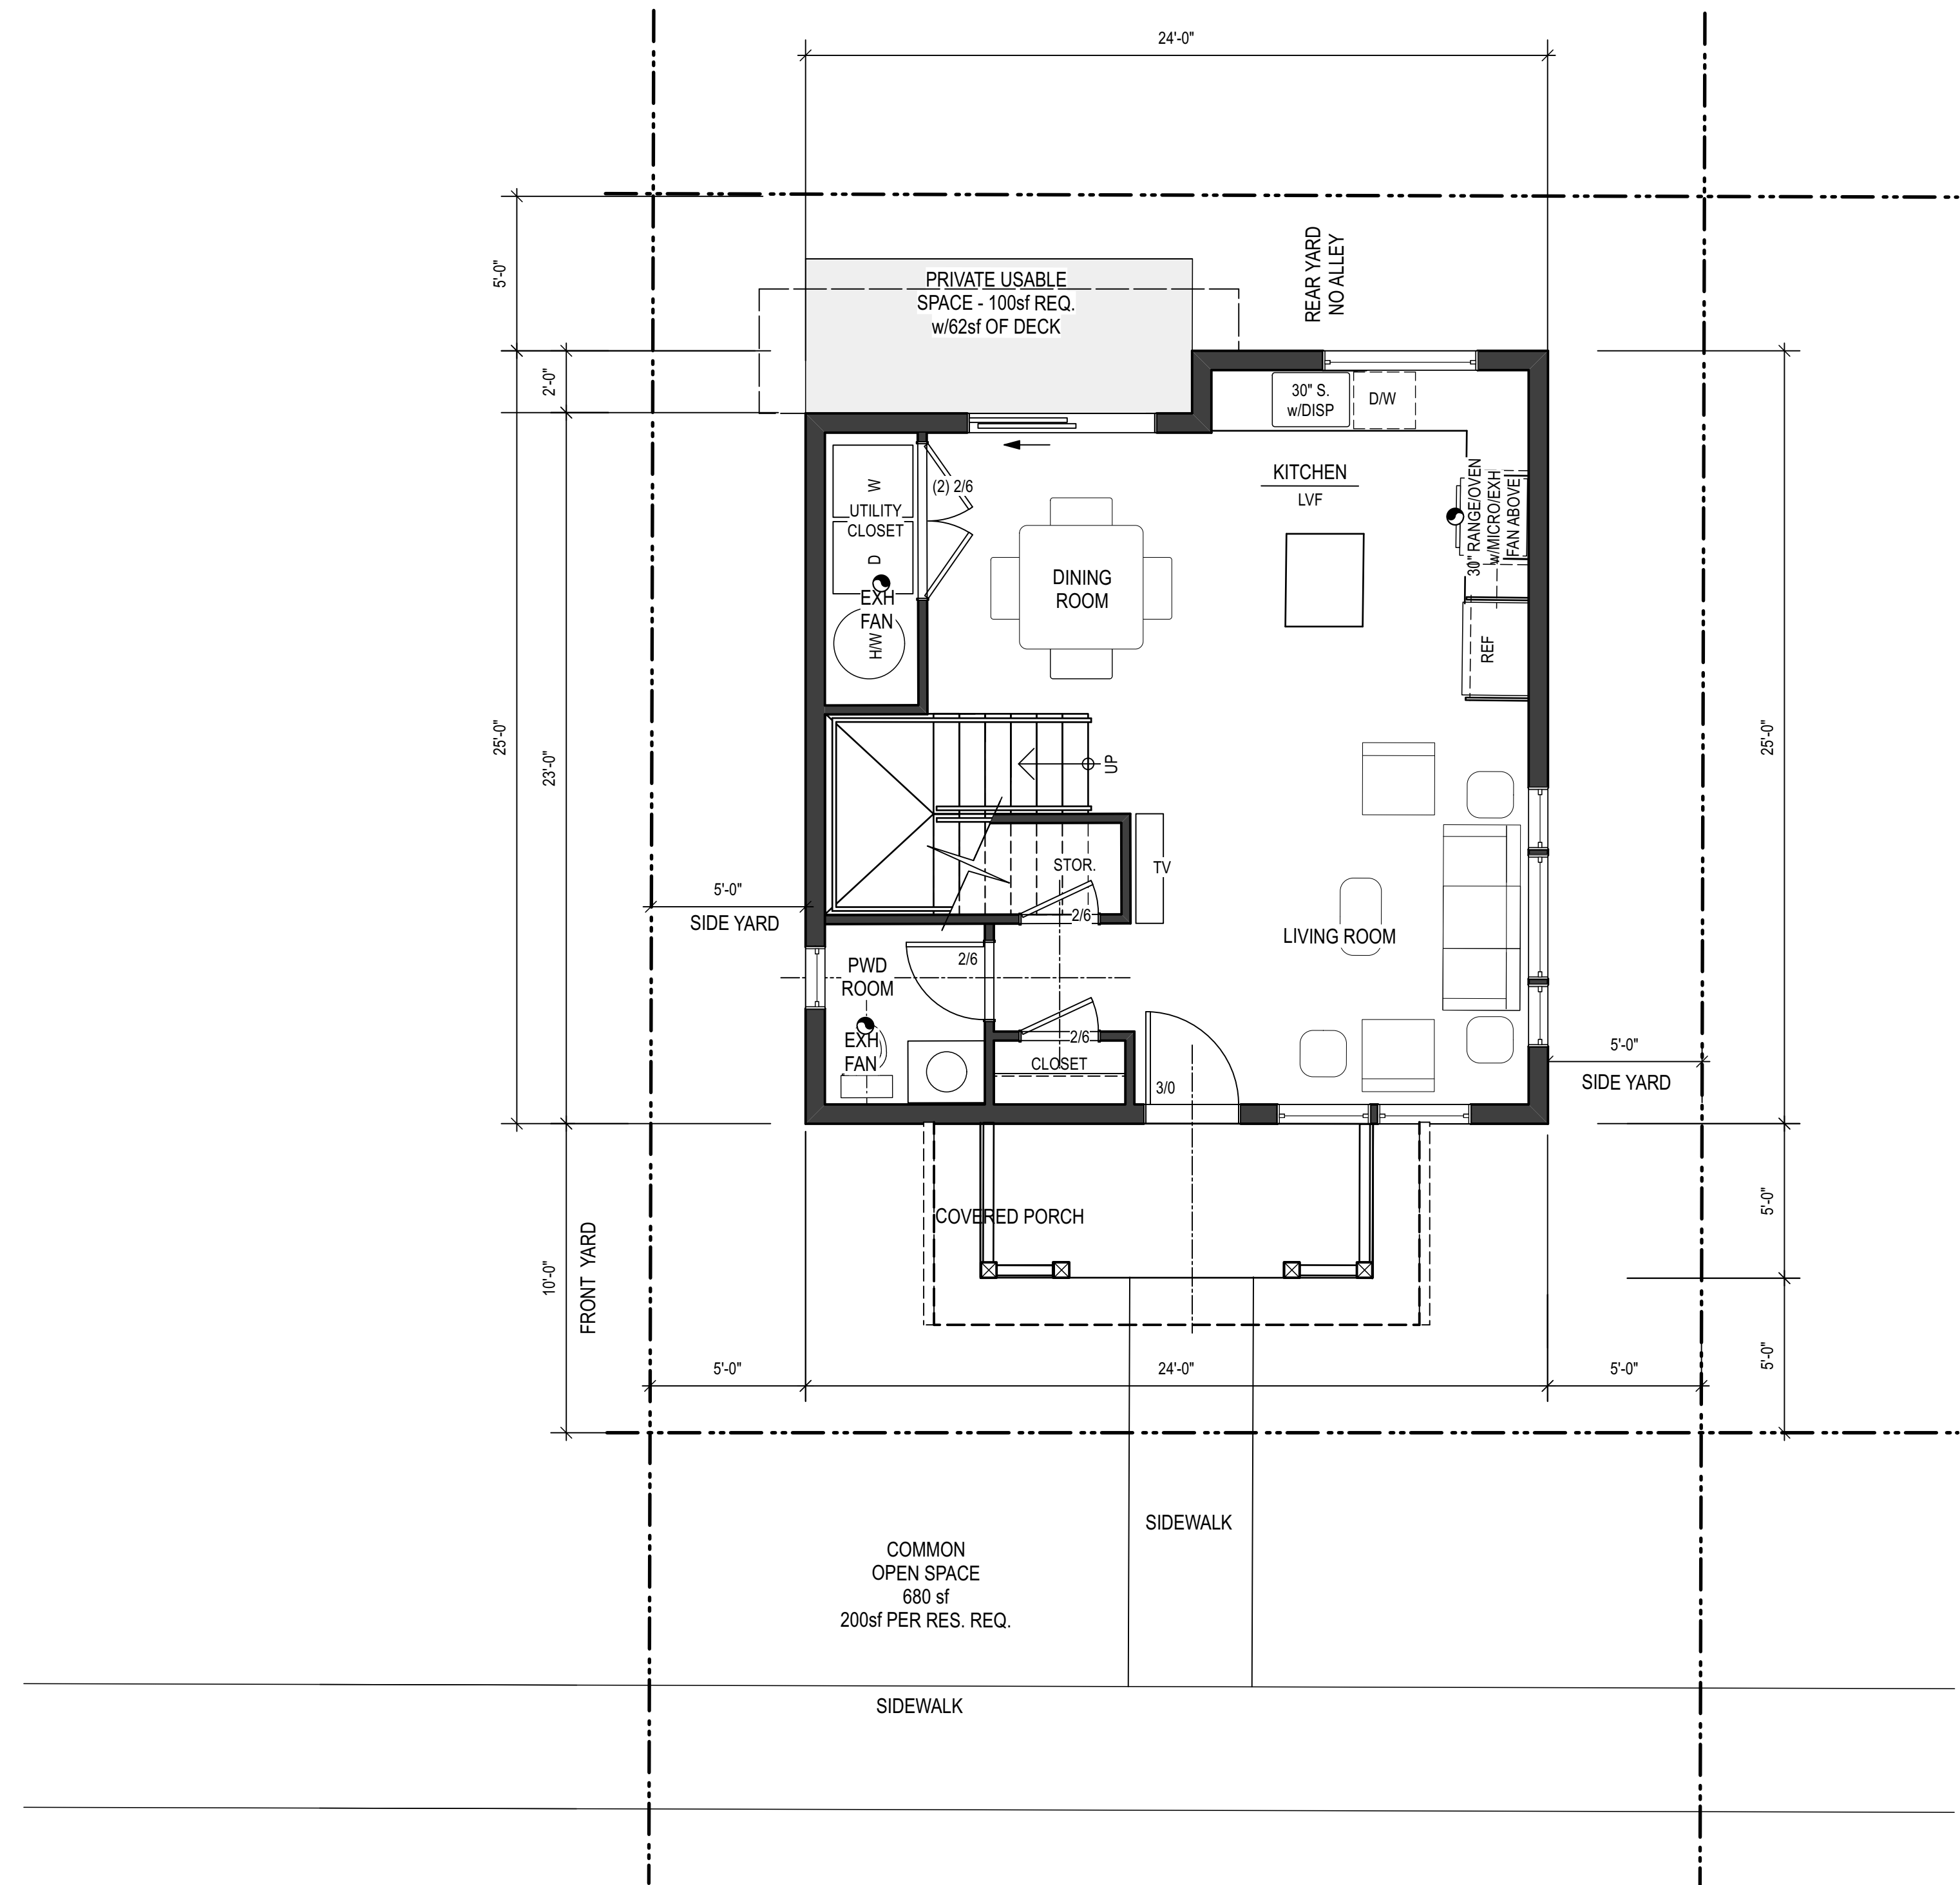 24'-0"
REAR YARD
NO ALLEY
5'-0"
PRIVATE USABLE
SPACE - 100sf REQ.
w/62sf OF DECK
2'-0"
30" S.
w/DISP
D/W
KITCHEN
LVF
30" RANGE/OVEN
w/MICRO/EXH
FAN ABOVE
W
(2) 2/6
UTILITY
CLOSET
D
EXH
FAN
H/W
DINING
ROOM
REF
25'-0"
23'-0"
25'-0"
UP
STOR.
TV
2/6
5'-0"
SIDE YARD
LIVING ROOM
PWD
ROOM
2/6
EXH
FAN
2/6
CLOSET
3/0
5'-0"
SIDE YARD
COVERED PORCH
5'-0"
10'-0"
FRONT YARD
5'-0"
24'-0"
5'-0"
5'-0"
SIDEWALK
COMMON
OPEN SPACE
680 sf
200sf PER RES. REQ.
SIDEWALK